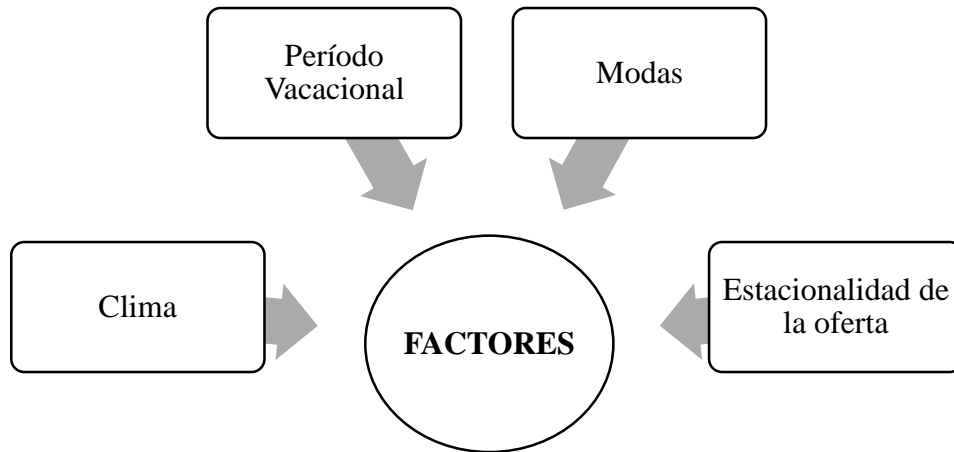 Período
Vacacional
Modas
Clima
Estacionalidad de
la oferta
FACTORES